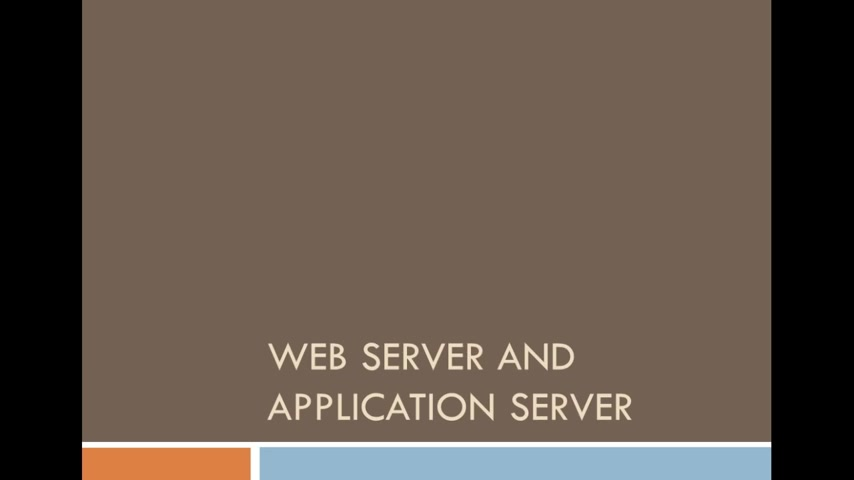 WEB SERVER AND
APPLICATION SERVER